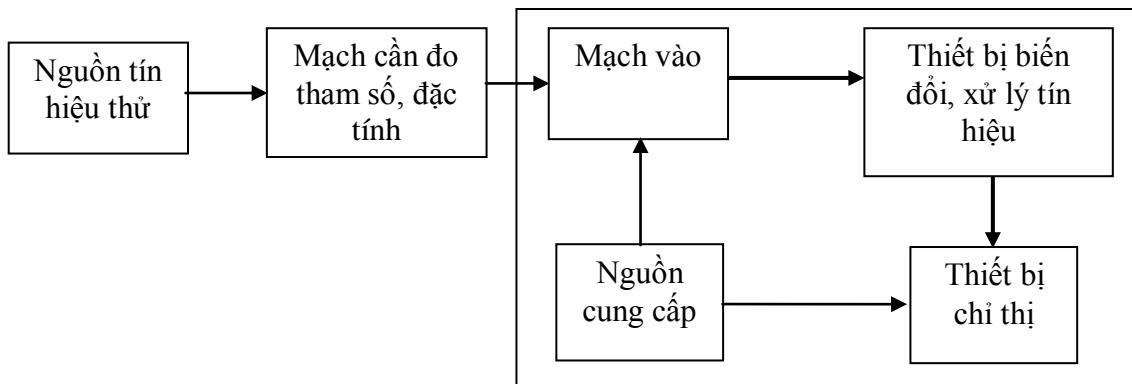 Nguồn tín
hiệu thử
Mạch cần đo
tham số, đặc
tính
Mạch vào
Thiết bị biến
đổi, xử lý tín
hiệu
Nguồn
cung cấp
Thiết bị
chỉ thị